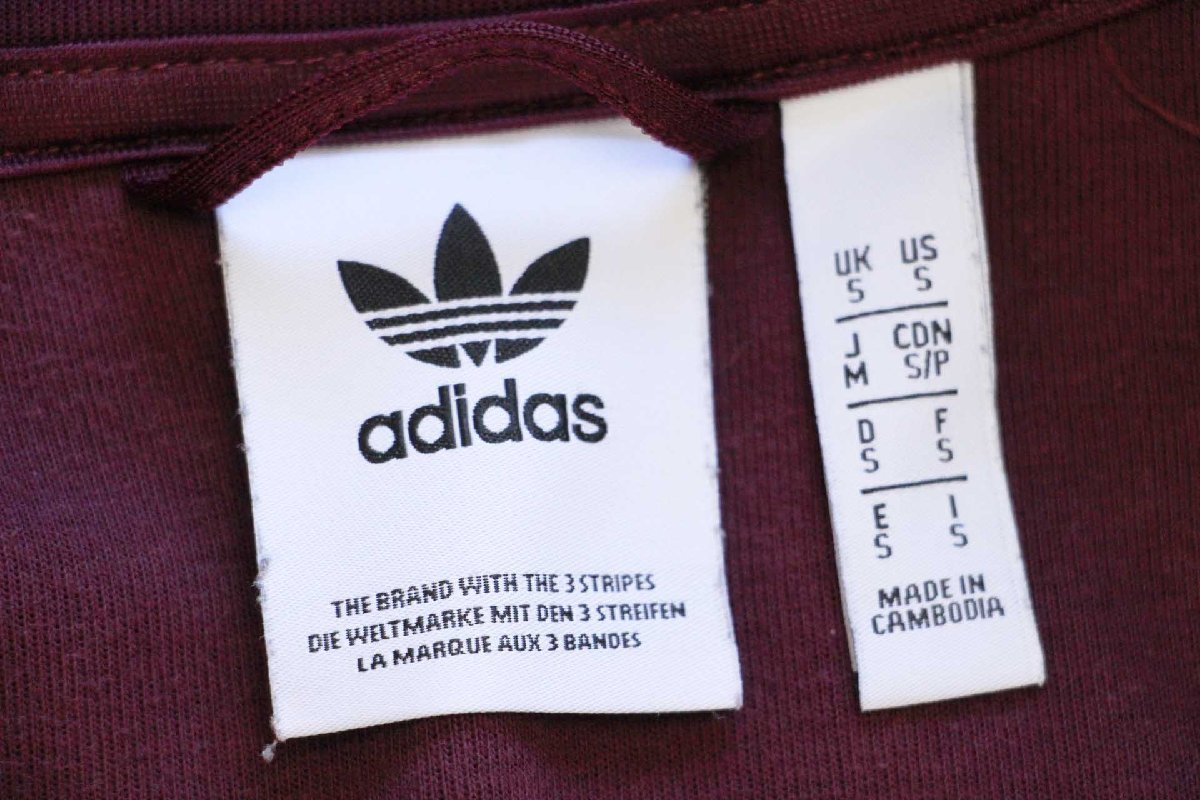 adidas
THE BRAND WITH THE 3 STRIPES
DIE WELTMARKE MIT DEN 3 STREIFEN
LA MARQUE AUX 3 BANDES
UK US
S S
J CDN
M S/P
D F
S S
E I
S S
MADE IN
CAMBODIA